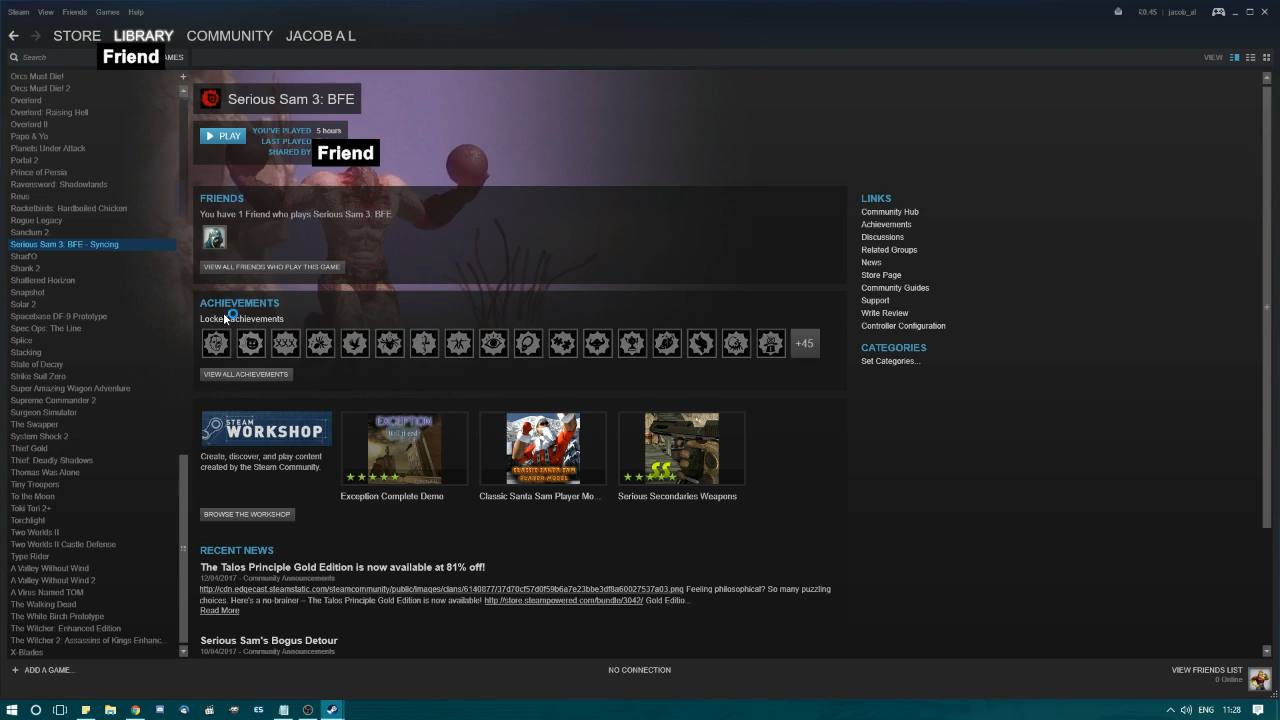 Steam View Friends Games Help
£0.45 jacob_al
STORE LIBRARY COMMUNITY JACOB A L
Search
Friend
AMES
VIEW
Orcs Must Die!
Orcs Must Die! 2
Overlord
Overlord: Raising Hell
Overlord II
Papo & Yo
Planets Under Attack
Portal 2
Prince of Persia
Ravensword: Shadowlands
Reus
Rocketbirds: Hardboiled Chicken
Rogue Legacy
Sanctum 2
Serious Sam 3: BFE - Syncing
Shad'O
Shank 2
Shattered Horizon
Snapshot
Solar 2
Spacebase DF-9 Prototype
Spec Ops: The Line
Splice
Stacking
State of Decay
Strike Suit Zero
Super Amazing Wagon Adventure
Supreme Commander 2
Surgeon Simulator
The Swapper
System Shock 2
Thief Gold
Thief: Deadly Shadows
Thomas Was Alone
Tiny Troopers
To the Moon
Toki Tori 2+
Torchlight
Two Worlds II
Two Worlds II Castle Defense
Type Rider
A Valley Without Wind
A Valley Without Wind 2
A Virus Named TOM
The Walking Dead
The White Birch Prototype
The Witcher: Enhanced Edition
The Witcher 2: Assassins of Kings Enhanc...
X-Blades
Serious Sam 3: BFE
PLAY
YOU'VE PLAYED 5 hours
LAST PLAYED
SHARED BY
Friend
FRIENDS
You have 1 Friend who plays Serious Sam 3: BFE
VIEW ALL FRIENDS WHO PLAY THIS GAME
ACHIEVEMENTS
Locked achievements
+45
VIEW ALL ACHIEVEMENTS
STEAM WORKSHOP
Create, discover, and play content
created by the Steam Community.
BROWSE THE WORKSHOP
EXCEPTION
Exception Complete Demo
CLASSIC SANTA SAM
PLAYER MODEL
Classic Santa Sam Player Mo...
SS
Serious Secondaries Weapons
RECENT NEWS
The Talos Principle Gold Edition is now available at 81% off!
12/04/2017 - Community Announcements
http://cdn.edgecast.steamstatic.com/steamcommunity/public/images/clans/6140877/37d70cf57d0f59b6a7e23bbe3df8a60027537a03.png Feeling philosophical? So many puzzling
choices. Here's a no-brainer – The Talos Principle Gold Edition is now available! http://store.steampowered.com/bundle/3042/ Gold Editio...
Read More
Serious Sam's Bogus Detour
10/04/2017 - Community Announcements
LINKS
Community Hub
Achievements
Discussions
Related Groups
News
Store Page
Community Guides
Support
Write Review
Controller Configuration
CATEGORIES
Set Categories...
+ ADD A GAME...
NO CONNECTION
VIEW FRIENDS LIST
0 Online
ES
ENG 11:28